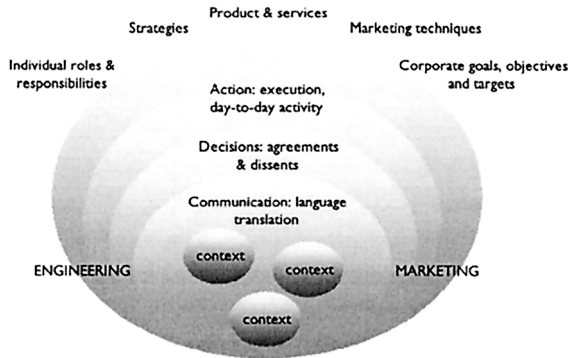 Product & services
Strategies
Marketing techniques
Individual roles &
responsibilities
Corporate goals, objectives
and targets
Action: execution,
day-to-day activity
Decisions: agreements
& dissents
Communication: language
translation
context
context
ENGINEERING
MARKETING
context